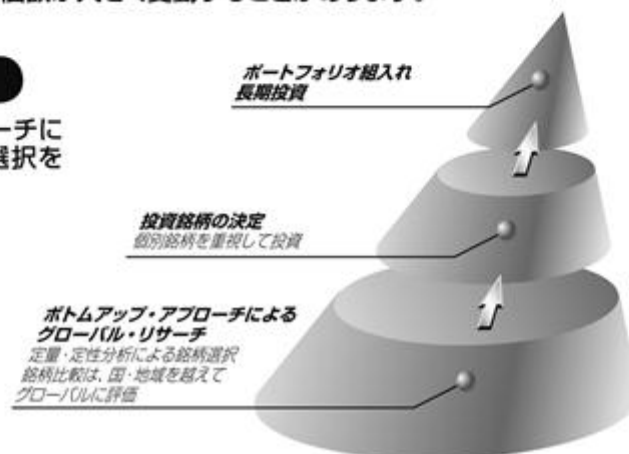 ーチに
選択を
ポートフォリオ組入れ
長期投資
投資銘柄の決定
個別銘柄を重視して投資
ボトムアップ・アプローチによる
グローバル・リサーチ
定量・定性分析による銘柄選択
銘柄比較は、国・地域を越えて
グローバルに評価